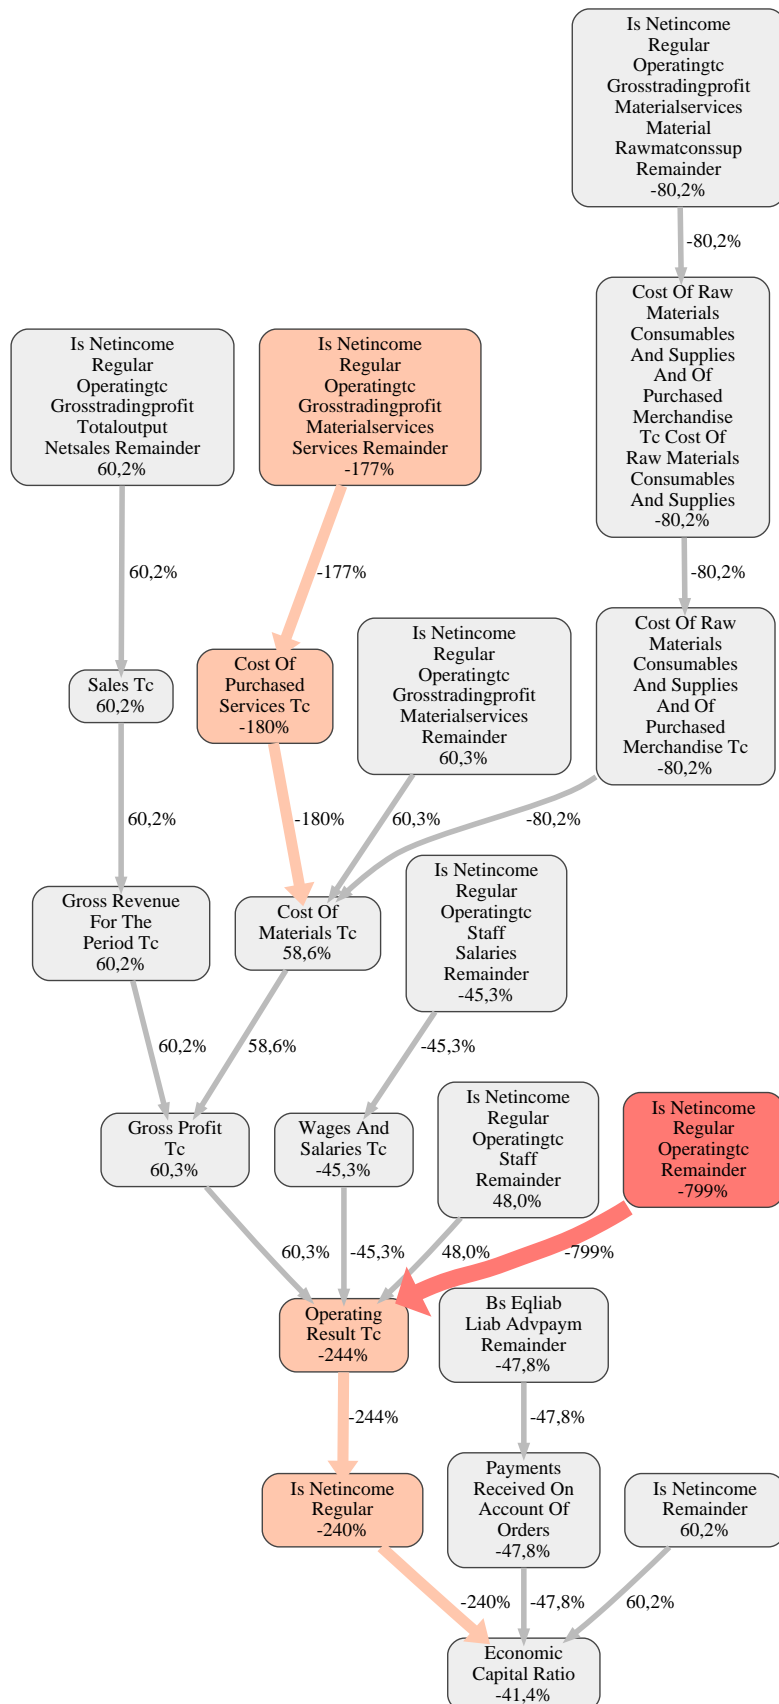 Is Netincome
Regular
Operatingtc
Grosstradingprofit
Materialservices
Material
Rawmatconssup
Remainder
-80,2%
-80,2%
Cost Of Raw
Materials
Consumables
And Supplies
And Of
Purchased
Merchandise
Tc Cost Of
Raw Materials
Consumables
And Supplies
-80,2%
Is Netincome
Regular
Operatingtc
Grosstradingprofit
Totaloutput
Netsales Remainder
60,2%
Is Netincome
Regular
Operatingtc
Grosstradingprofit
Materialservices
Services Remainder
-177%
60,2%
-177%
-80,2%
Sales Tc
60,2%
Cost Of
Purchased
Services Tc
-180%
Is Netincome
Regular
Operatingtc
Grosstradingprofit
Materialservices
Remainder
60,3%
Cost Of Raw
Materials
Consumables
And Supplies
And Of
Purchased
Merchandise Tc
-80,2%
60,2%
-180%
60,3%
-80,2%
Gross Revenue
For The
Period Tc
60,2%
Cost Of
Materials Tc
58,6%
Is Netincome
Regular
Operatingtc
Staff
Salaries
Remainder
-45,3%
60,2%
58,6%
-45,3%
Gross Profit
Tc
60,3%
Wages And
Salaries Tc
-45,3%
Is Netincome
Regular
Operatingtc
Staff
Remainder
48,0%
Is Netincome
Regular
Operatingtc
Remainder
-799%
60,3%
-45,3%
48,0%
-799%
Operating
Result Tc
-244%
Bs Eqliab
Liab Advpaym
Remainder
-47,8%
-244%
-47,8%
Is Netincome
Regular
-240%
Payments
Received On
Account Of
Orders
-47,8%
Is Netincome
Remainder
60,2%
-240%
-47,8%
60,2%
Economic
Capital Ratio
-41,4%